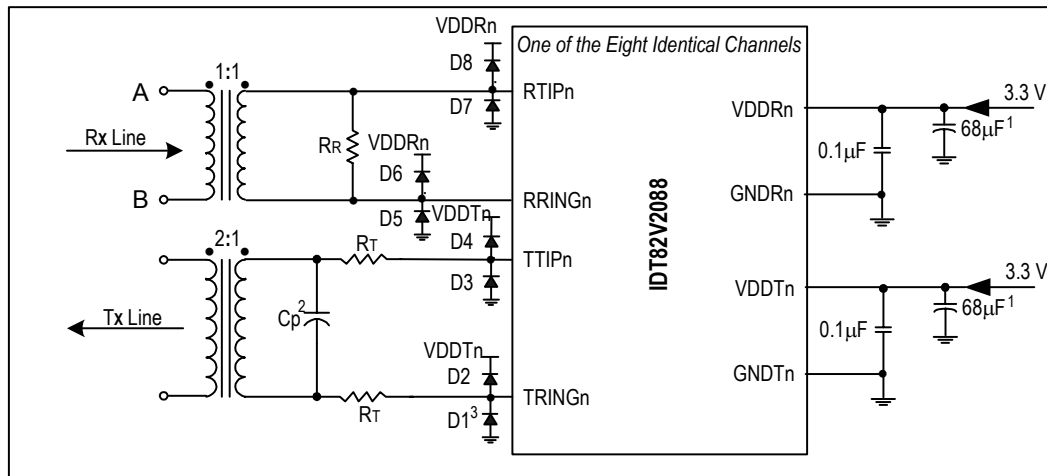 VDDRn
One of the Eight Identical Channels
D8
1:1
A
RTIPn
D7
VDDRn
3.3 V
68µF1
Rx Line
RR
VDDRn
D6
0.1µF
B
RRINGn
GNDRn
D5
VDDTn
2:1
D4
RT
TTIPn
D3
IDT82V2088
VDDTn
3.3 V
68µF1
Tx Line
Cp2
0.1µF
VDDTn
D2
GNDTn
TRINGn
RT
D13